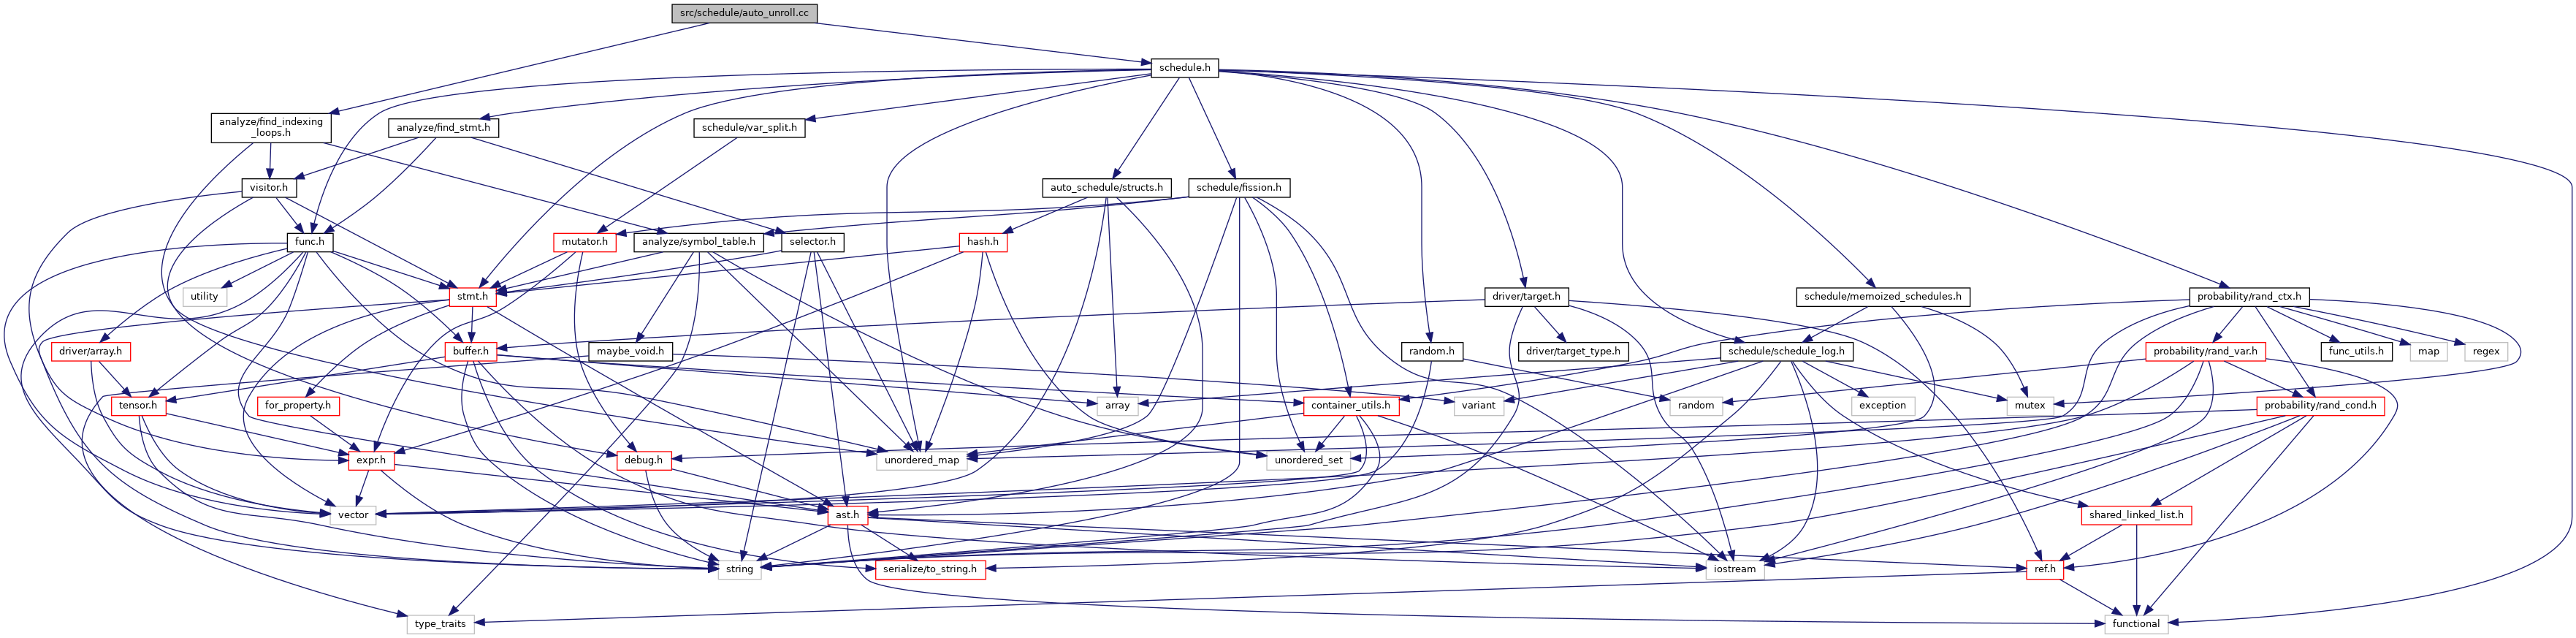 src/schedule/auto_unroll.cc
schedule.h
analyze/find_indexing
_loops.h
analyze/find_stmt.h
schedule/var_split.h
visitor.h
auto_schedule/structs.h
schedule/fission.h
func.h
mutator.h
analyze/symbol_table.h
selector.h
hash.h
utility
stmt.h
driver/target.h
schedule/memoized_schedules.h
probability/rand_ctx.h
driver/array.h
buffer.h
maybe_void.h
random.h
driver/target_type.h
schedule/schedule_log.h
probability/rand_var.h
func_utils.h
map
regex
tensor.h
for_property.h
array
container_utils.h
variant
random
exception
mutex
probability/rand_cond.h
expr.h
debug.h
unordered_map
unordered_set
vector
ast.h
shared_linked_list.h
string
serialize/to_string.h
iostream
ref.h
type_traits
functional